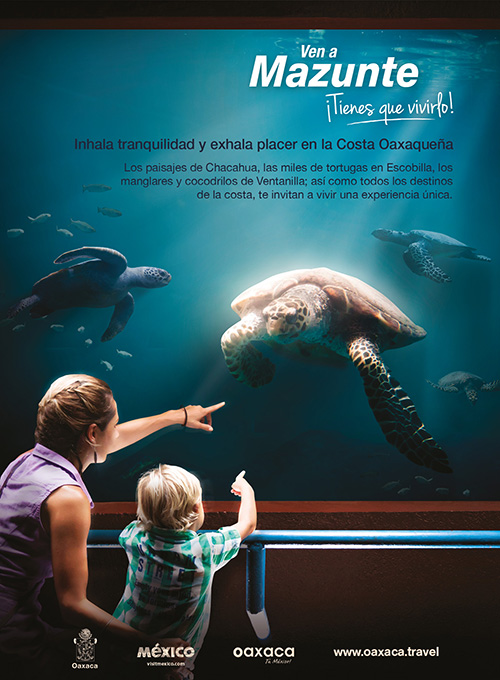 Ven a
Mazunte
¡Tienes que vivirlo!
Inhala tranquilidad y exhala placer en la Costa Oaxaqueña
Los paisajes de Chacahua, las miles de tortugas en Escobilla, los
manglares y cocodrilos de Ventanilla; así como todos los destinos
de la costa, te invitan a vivir una experiencia única.
Oaxaca
MÉXICO
visitmexico.com
oaxaca
Tú México!
www.oaxaca.travel